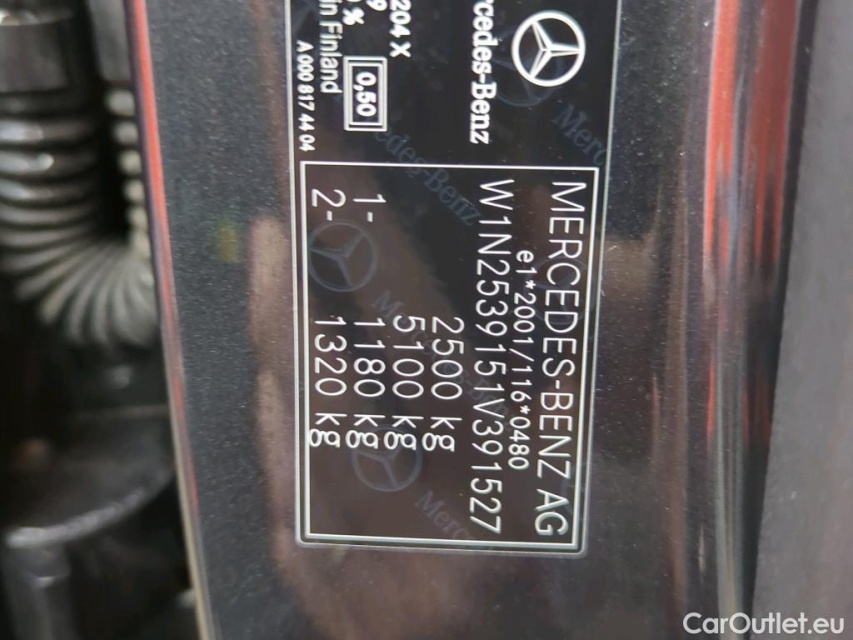 Mercedes-Benz
204 X
9
%
in Finland
0,50
A 000 817 44 04
MERCEDES-BENZ AG
e1*2001/116*0480
W1N2539151V391527
2500 kg
5100 kg
1- 1180 kg
2- 1320 kg
CarOutlet.eu